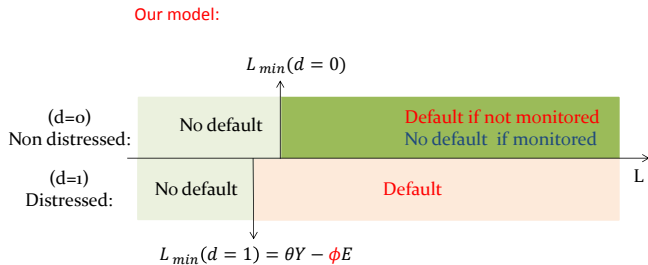 Our model:
L min(d = 0)
(d=0)
Non distressed:
No default
Default if not monitored
No default if monitored
L
(d=1)
Distressed:
No default
Default
L min(d = 1) = θY − ϕE